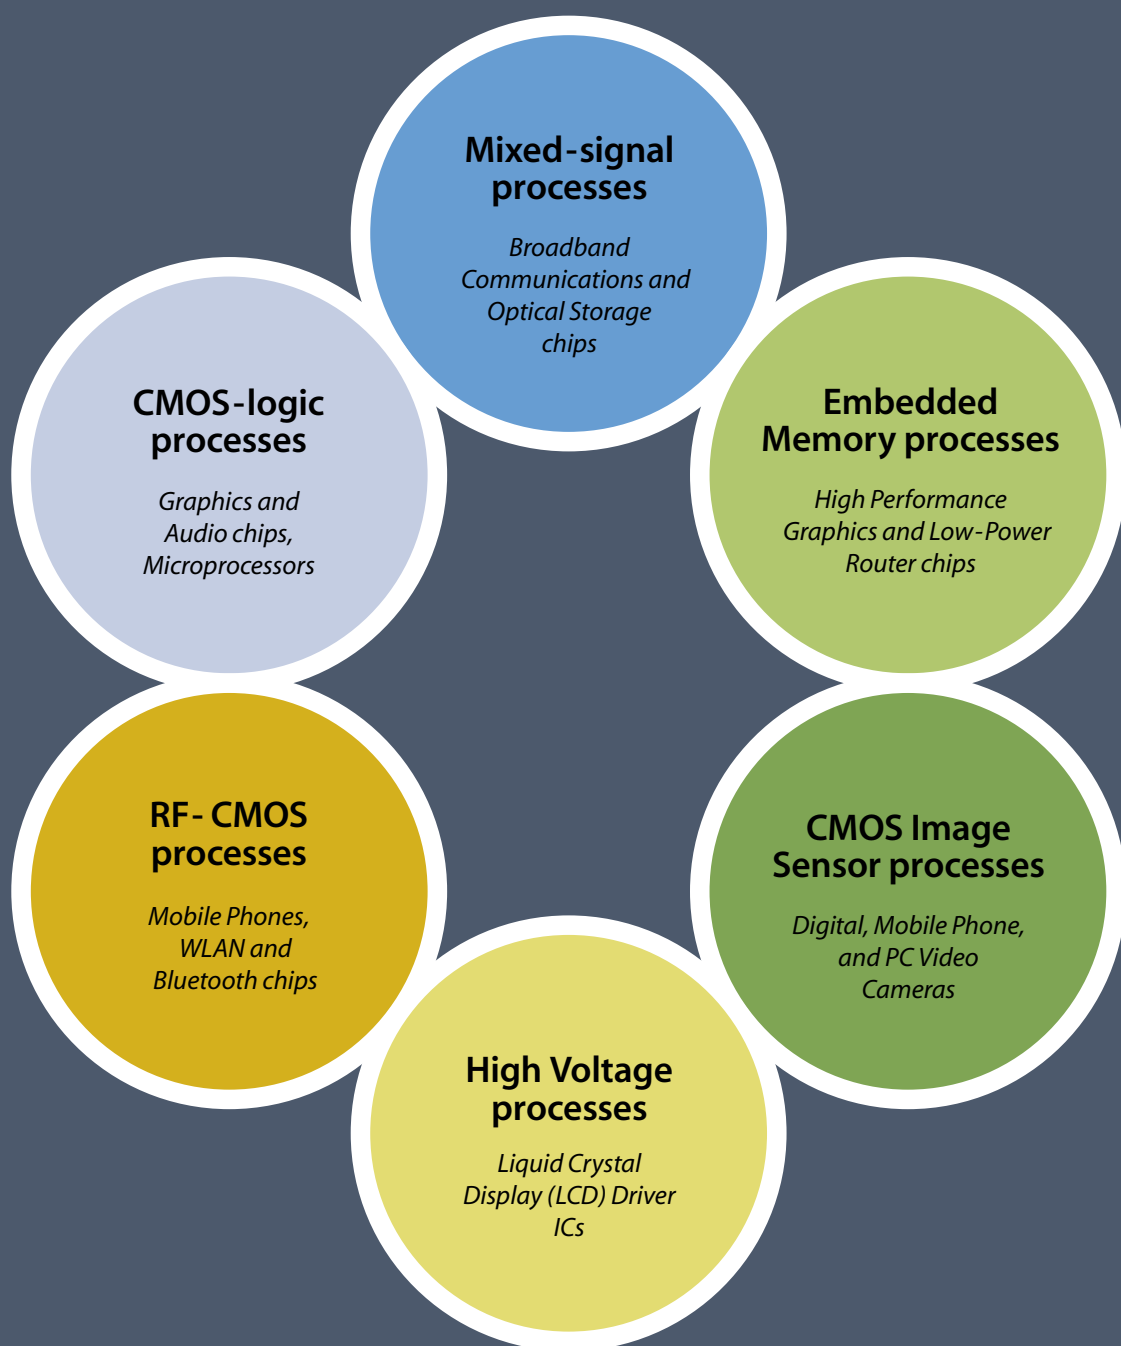 Mixed-signal
processes
Broadband
Communications and
Optical Storage
chips
CMOS-logic
processes
Graphics and
Audio chips,
Microprocessors
Embedded
Memory processes
High Performance
Graphics and Low-Power
Router chips
RF- CMOS
processes
Mobile Phones,
WLAN and
Bluetooth chips
CMOS Image
Sensor processes
Digital, Mobile Phone,
and PC Video
Cameras
High Voltage
processes
Liquid Crystal
Display (LCD) Driver
ICs